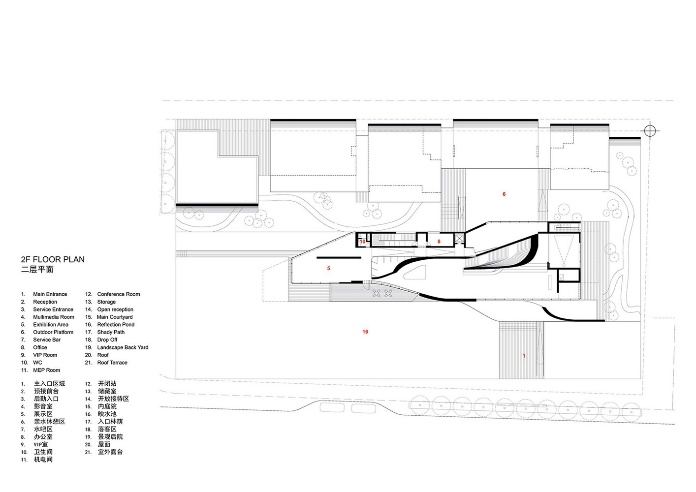 6
10
8
5
1
2F FLOOR PLAN
二层平面
1. Main Entrance
2. Reception
3. Service Entrance
4. Multimedia Room
5. Exhibition Area
6. Outdoor Platform
7. Service Bar
8. Office
9. VIP Room
10. WC
11. MEP Room
12. Conference Room
13. Storage
14. Open reception
15. Main Courtyard
16. Reflection Pond
17. Shady Path
18. Drop Off
19. Landscape Back Yard
20. Roof
21. Roof Terrace
1. 主入口区域
2. 预接前台
3. 后勤入口
4. 影音室
5. 展示区
6. 亲水休憩区
7. 水吧区
8. 办公室
9. VIP室
10. 卫生间
11. 机电间
12. 开闭站
13. 储藏室
14. 开放接待区
15. 内庭院
16. 映水池
17. 入口林荫
18. 落客区
19. 景观后院
20. 屋面
21. 室外露台